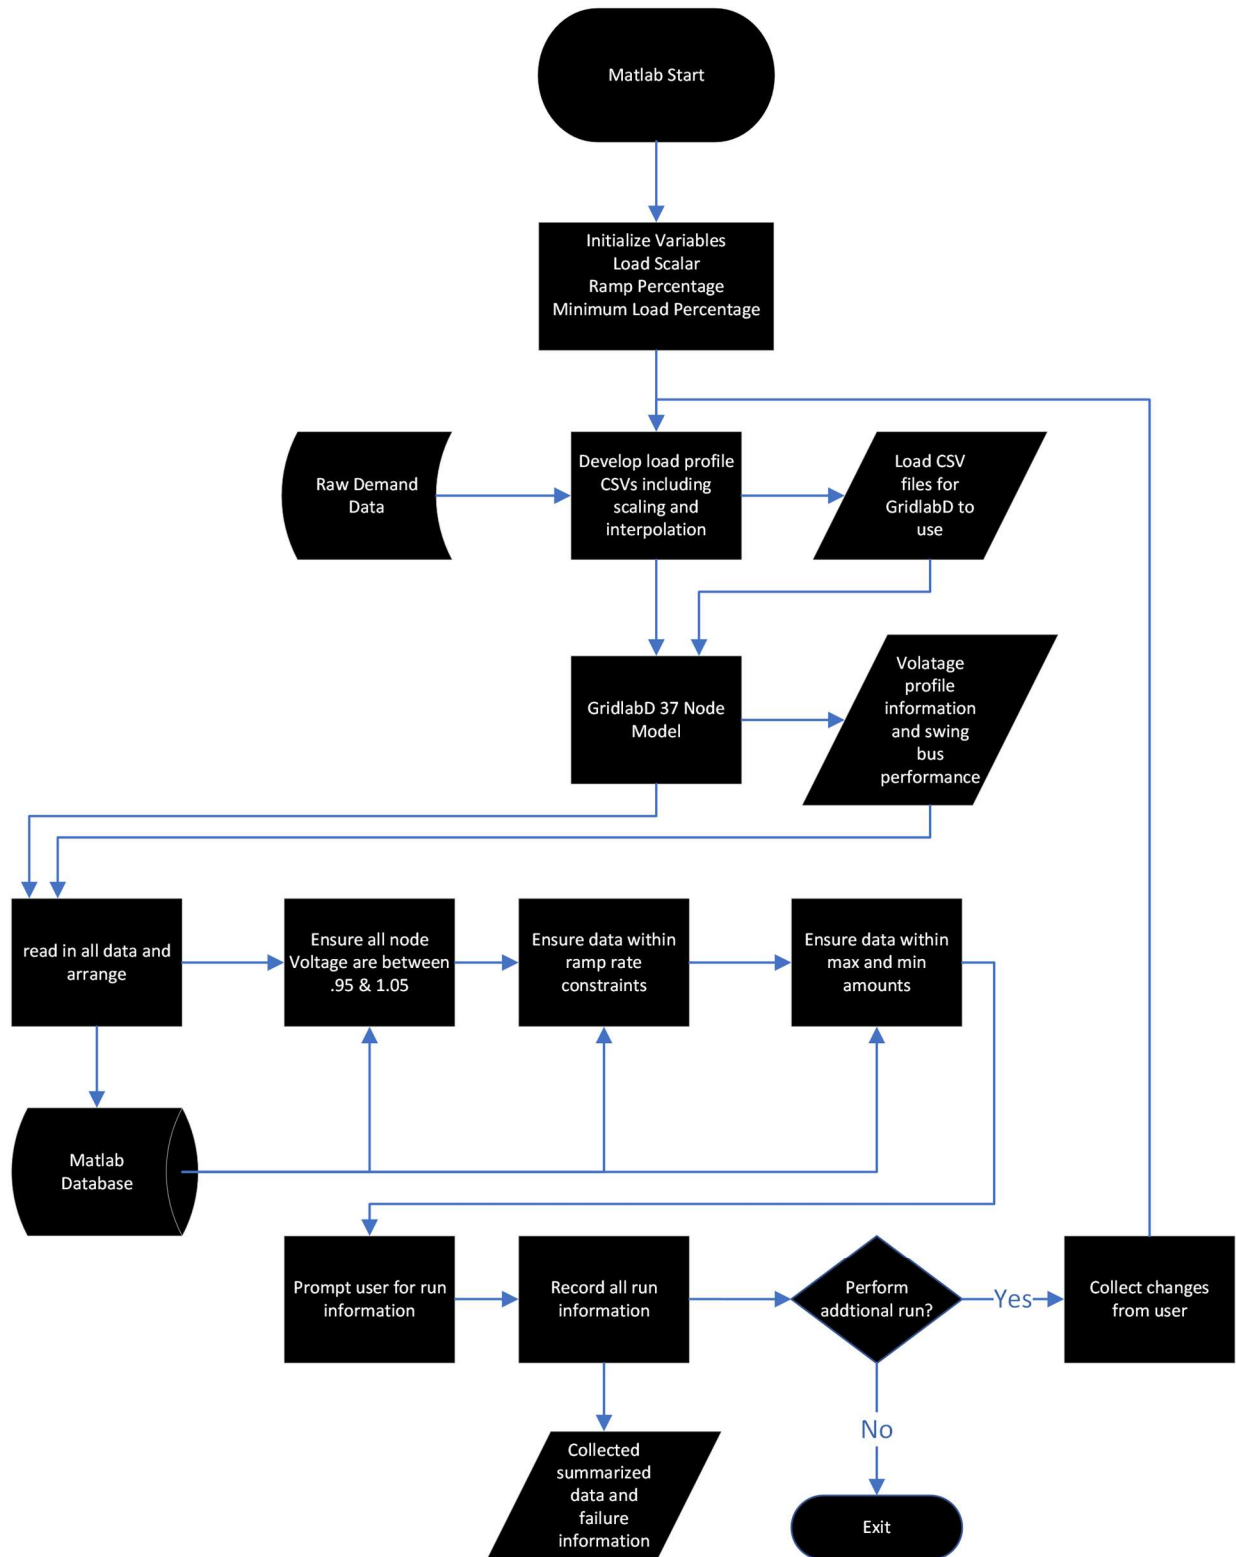 Matlab Start
Initialize Variables
Load Scalar
Ramp Percentage
Minimum Load Percentage
Raw Demand
Data
Develop load profile
CSVs including
scaling and
interpolation
Load CSV
files for
GridlabD to
use
GridlabD 37 Node
Model
Volatage
profile
information
and swing
bus
performance
read in all data and
arrange
Ensure all node
Voltage are between
.95 & 1.05
Ensure data within
ramp rate
constraints
Ensure data within
max and min
amounts
Matlab
Database
Prompt user for run
information
Record all run
information
Perform
addtional run?
Yes
Collect changes
from user
No
Collected
summarized
data and
failure
information
Exit